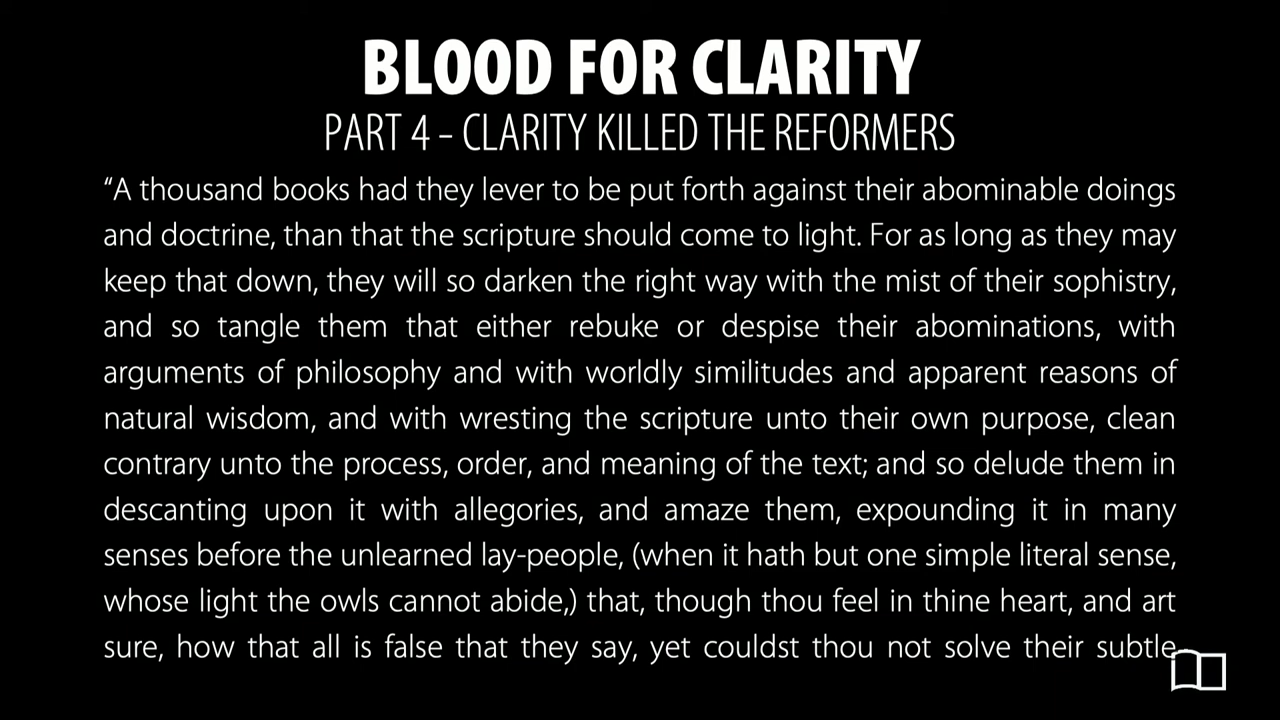 BLOOD FOR CLARITY
PART 4 – CLARITY KILLED THE REFORMERS
“A thousand books had they lever to be put forth against their abominable doings
and doctrine, than that the scripture should come to light. For as long as they may
keep that down, they will so darken the right way with the mist of their sophistry,
and so tangle them that either rebuke or despise their abominations, with
arguments of philosophy and with worldly similitudes and apparent reasons of
natural wisdom, and with wresting the scripture unto their own purpose, clean
contrary unto the process, order, and meaning of the text; and so delude them in
descanting upon it with allegories, and amaze them, expounding it in many
senses before the unlearned lay-people, (when it hath but one simple literal sense,
whose light the owls cannot abide,) that, though thou feel in thine heart, and art
sure, how that all is false that they say, yet couldst thou not solve their subtle